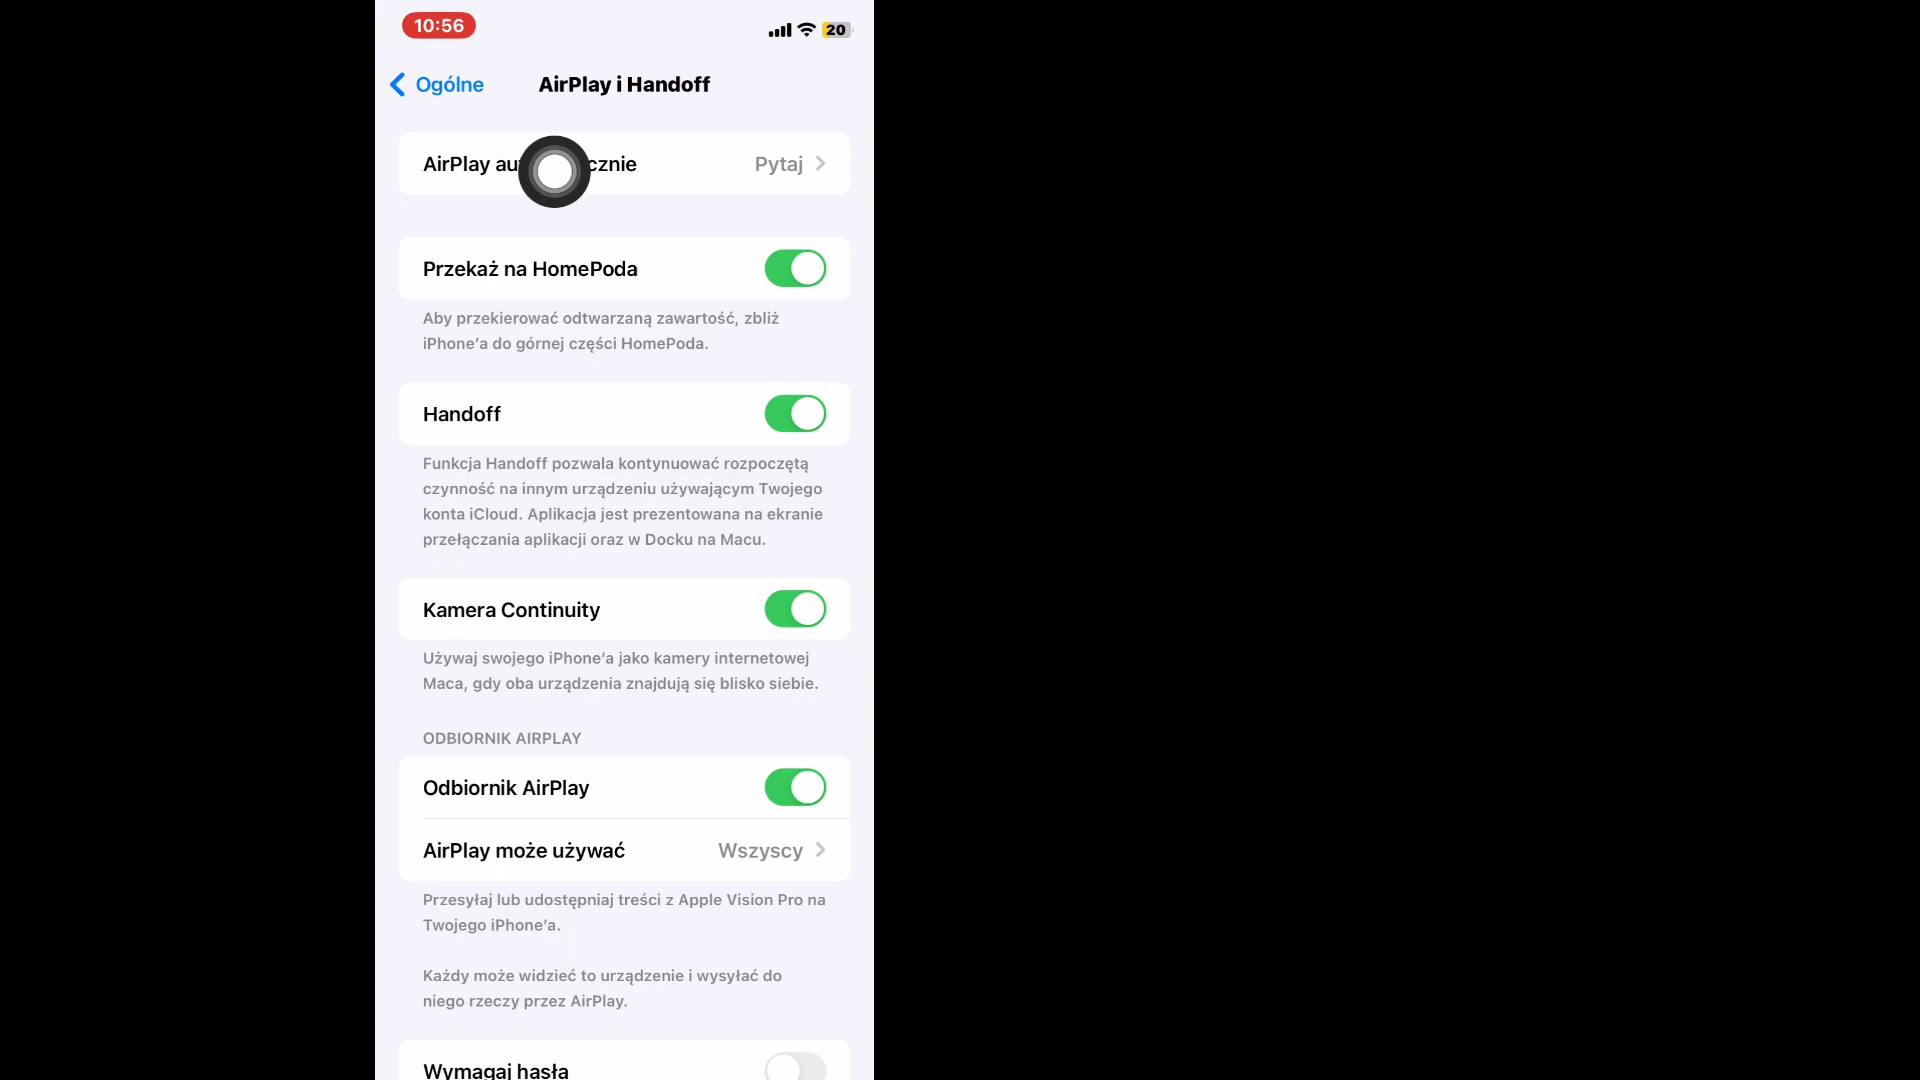 10:56
20
Ogólne
AirPlay i Handoff
AirPlay
Pytaj
Przekaż na HomePoda
Aby przekierować odtwarzaną zawartość, zbliż
iPhone’a do górnej części HomePoda.
Handoff
Funkcja Handoff pozwala kontynuować rozpoczętą
czynność na innym urządzeniu używającym Twojego
konta iCloud. Aplikacja jest prezentowana na ekranie
przełączania aplikacji oraz w Docku na Macu.
Kamera Continuity
Używaj swojego iPhone’a jako kamery internetowej
Maca, gdy oba urządzenia znajdują się blisko siebie.
ODBIORNIK AIRPLAY
Odbiornik AirPlay
AirPlay może używać
Wszyscy
Przesyłaj lub udostępniaj treści z Apple Vision Pro na
Twojego iPhone’a.
Każdy może widzieć to urządzenie i wysyłać do
niego rzeczy przez AirPlay.
Wymagaj hasła